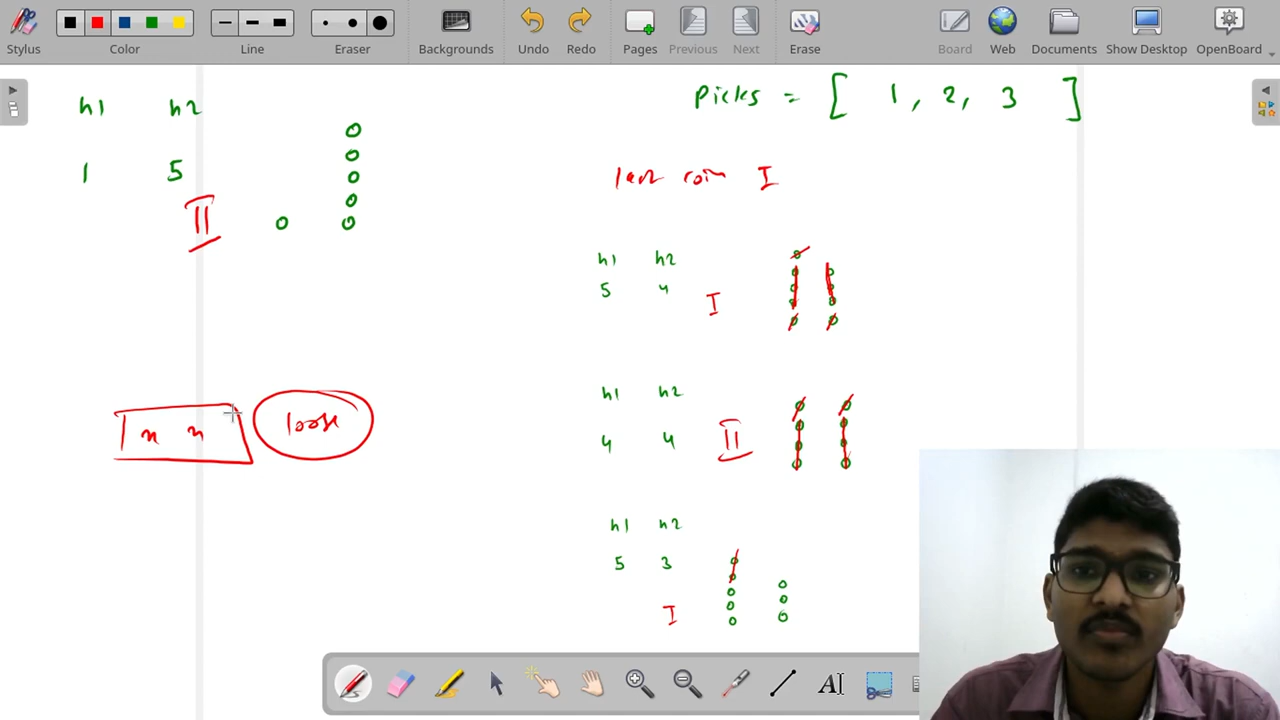 Stylus Color Line Eraser Backgrounds Undo Redo Pages Previous Next Erase Board Web Documents Show Desktop OpenBoard
h1 h2
1 5
II
Picks = [ 1, 2, 3 ]
last coin I
h1 h2
5 4 I
h1 h2
4 4 II
n n loose
h1 h2
5 3
I